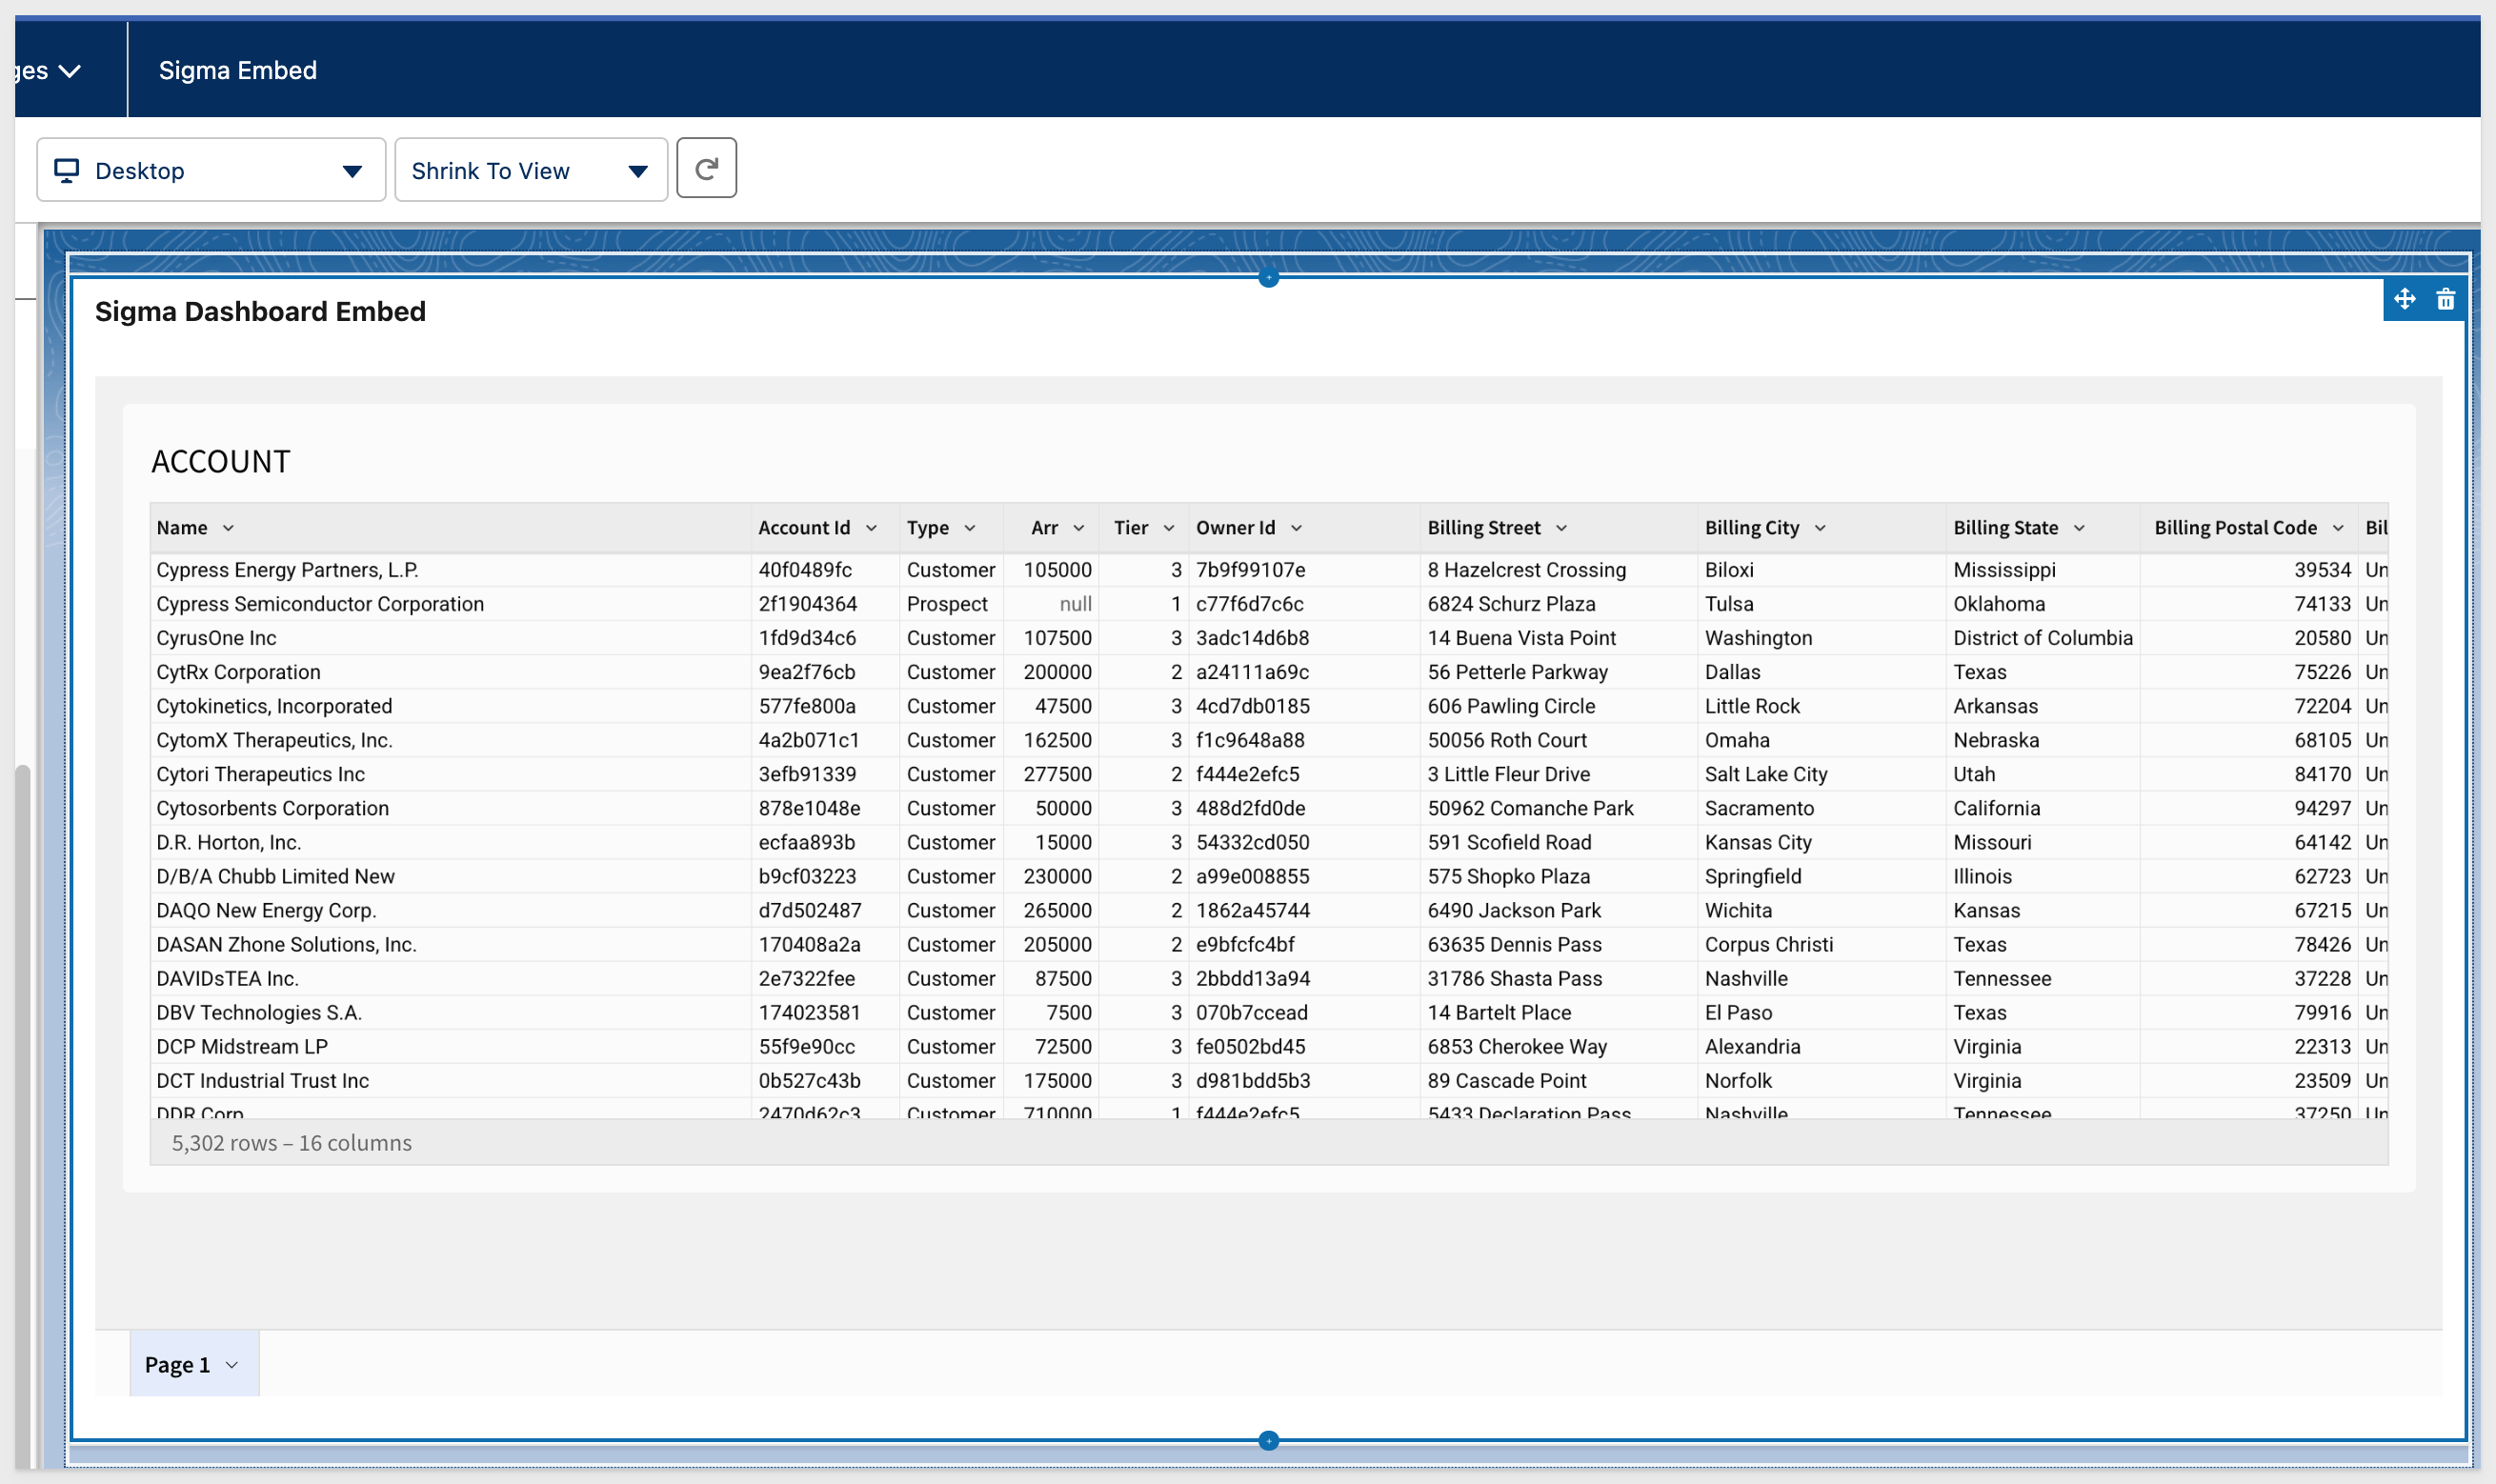 ges Sigma Embed
Desktop Shrink To View
Sigma Dashboard Embed
ACCOUNT
Name Account Id Type Arr Tier Owner Id Billing Street Billing City Billing State Billing Postal Code Bil
Cypress Energy Partners, L.P. 40f0489fc Customer 105000 3 7b9f99107e 8 Hazelcrest Crossing Biloxi Mississippi 39534 Un
Cypress Semiconductor Corporation 2f1904364 Prospect null 1 c77f6d7c6c 6824 Schurz Plaza Tulsa Oklahoma 74133 Un
CyrusOne Inc 1fd9d34c6 Customer 107500 3 3adc14d6b8 14 Buena Vista Point Washington District of Columbia 20580 Un
CytRx Corporation 9ea2f76cb Customer 200000 2 a24111a69c 56 Petterle Parkway Dallas Texas 75226 Un
Cytokinetics, Incorporated 577fe800a Customer 47500 3 4cd7db0185 606 Pawling Circle Little Rock Arkansas 72204 Un
CytomX Therapeutics, Inc. 4a2b071c1 Customer 162500 3 f1c9648a88 50056 Roth Court Omaha Nebraska 68105 Un
Cytori Therapeutics Inc 3efb91339 Customer 277500 2 f444e2efc5 3 Little Fleur Drive Salt Lake City Utah 84170 Un
Cytosorbents Corporation 878e1048e Customer 50000 3 488d2fd0de 50962 Comanche Park Sacramento California 94297 Un
D.R. Horton, Inc. ecfaa893b Customer 15000 3 54332cd050 591 Scofield Road Kansas City Missouri 64142 Un
D/B/A Chubb Limited New b9cf03223 Customer 230000 2 a99e008855 575 Shopko Plaza Springfield Illinois 62723 Un
DAQO New Energy Corp. d7d502487 Customer 265000 2 1862a45744 6490 Jackson Park Wichita Kansas 67215 Un
DASAN Zhone Solutions, Inc. 170408a2a Customer 205000 2 e9bfcfc4bf 63635 Dennis Pass Corpus Christi Texas 78426 Un
DAVIDsTEA Inc. 2e7322fee Customer 87500 3 2bbdd13a94 31786 Shasta Pass Nashville Tennessee 37228 Un
DBV Technologies S.A. 174023581 Customer 7500 3 070b7ccead 14 Bartelt Place El Paso Texas 79916 Un
DCP Midstream LP 55f9e90cc Customer 72500 3 fe0502bd45 6853 Cherokee Way Alexandria Virginia 22313 Un
DCT Industrial Trust Inc 0b527c43b Customer 175000 3 d981bdd5b3 89 Cascade Point Norfolk Virginia 23509 Un
DDR Corp 2470d62c3 Customer 710000 1 f444e2efc5 5433 Declaration Pass Nashville Tennessee 37250 Un
5,302 rows – 16 columns
Page 1